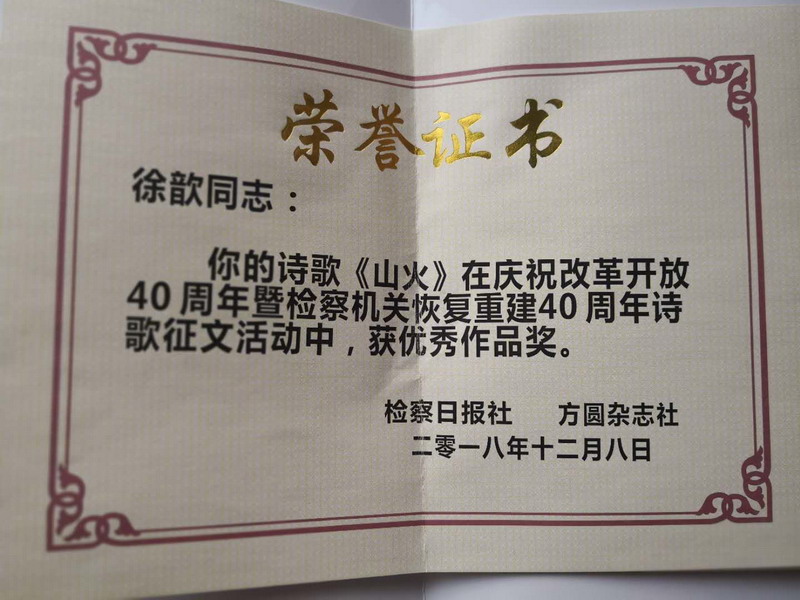 荣誉证书
徐歆同志：
你的诗歌《山火》在庆祝改革开放
40周年暨检察机关恢复重建40周年诗
歌征文活动中，获优秀作品奖。
检察日报社 方圆杂志社
二零一八年十二月八日